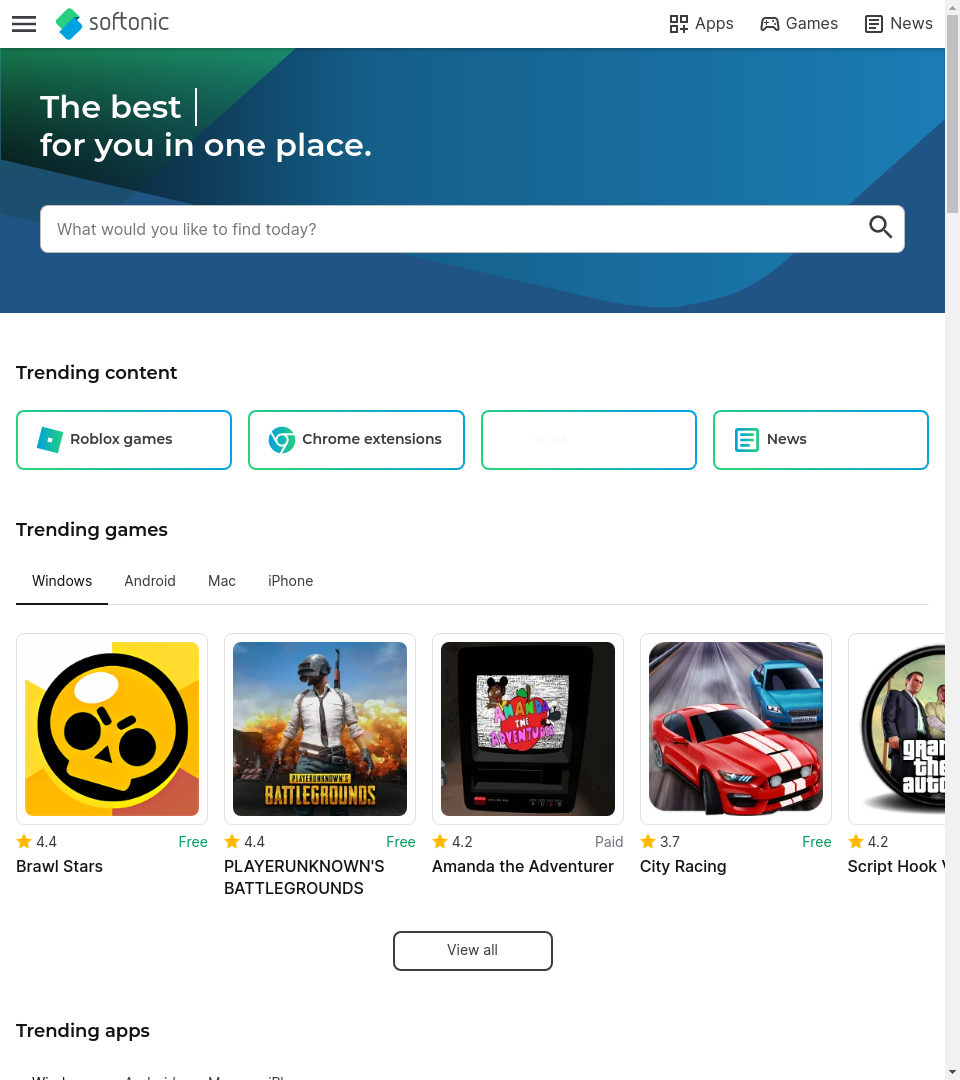 softonic
Apps
Games
News
The best
for you in one place.
What would you like to find today?
Trending content
Roblox games
Chrome extensions
News
Trending games
Windows
Android
Mac
iPhone
AMANDA
THE
ADVENTURER
PLAYERUNKNOWN'S
BATTLEGROUNDS
4.4
Free
4.4
Free
4.2
Paid
3.7
Free
4.2
Brawl Stars
PLAYERUNKNOWN'S
BATTLEGROUNDS
Amanda the Adventurer
City Racing
Script Hook
View all
Trending apps